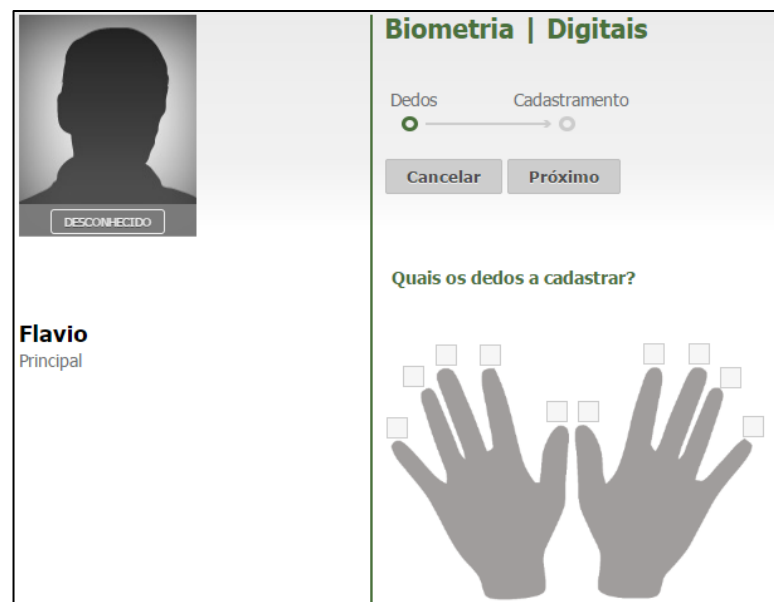 DESCONHECIDO
Flavio
Principal
Biometria | Digitais
Dedos Cadastramento
Cancelar Próximo
Quais os dedos a cadastrar?